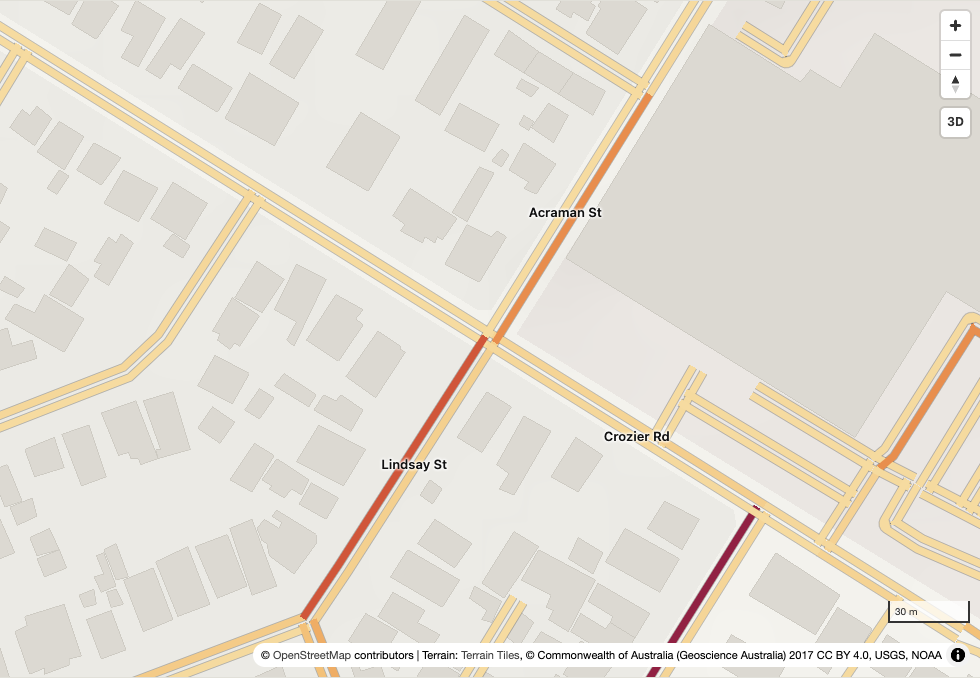 3D
Acraman St
Crozier Rd
Lindsay St
30 m
© OpenStreetMap contributors | Terrain: Terrain Tiles, © Commonwealth of Australia (Geoscience Australia) 2017 CC BY 4.0, USGS, NOAA